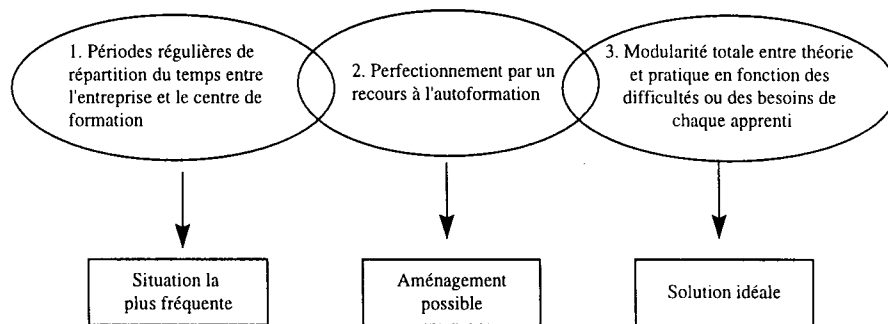 1. Périodes régulières de
répartition du temps entre
l'entreprise et le centre de
formation
2. Perfectionnement par un
recours à l'autoformation
3. Modularité totale entre théorie
et pratique en fonction des
difficultés ou des besoins de
chaque apprenti
Situation la
plus fréquente
Aménagement
possible
Solution idéale